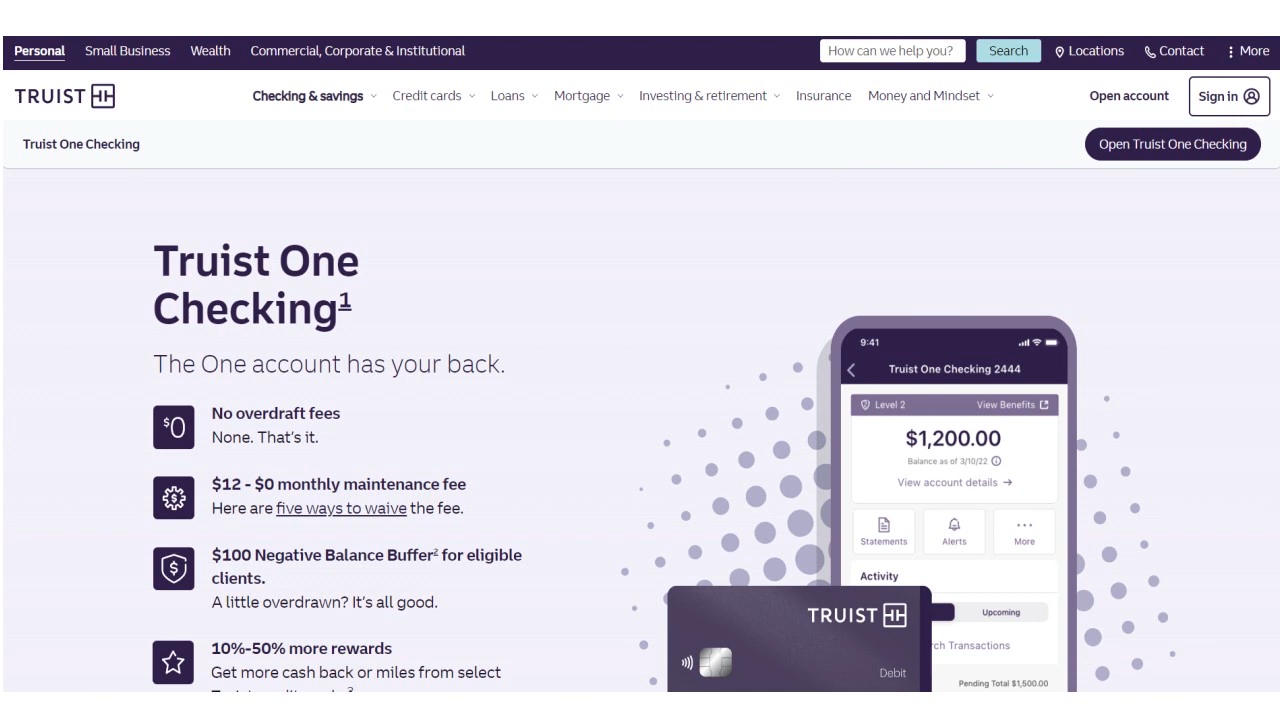 Personal Small Business Wealth Commercial, Corporate & Institutional How can we help you? Search Locations Contact More
TRUIST Checking & savings Credit cards Loans Mortgage Investing & retirement Insurance Money and Mindset Open account Sign in
Truist One Checking Open Truist One Checking
Truist One
Checking1
The One account has your back.
$0
No overdraft fees
None. That's it.
$12 - $0 monthly maintenance fee
Here are five ways to waive the fee.
$100 Negative Balance Buffer2 for eligible
clients.
A little overdrawn? It's all good.
10%-50% more rewards
Get more cash back or miles from select
9:41
Truist One Checking 2444
Level 2 View Benefits
$1,200.00
Balance as of 3/10/22
View account details →
Statements Alerts More
Activity
Upcoming
rch Transactions
Pending Total $1,500.00
TRUIST
Debit